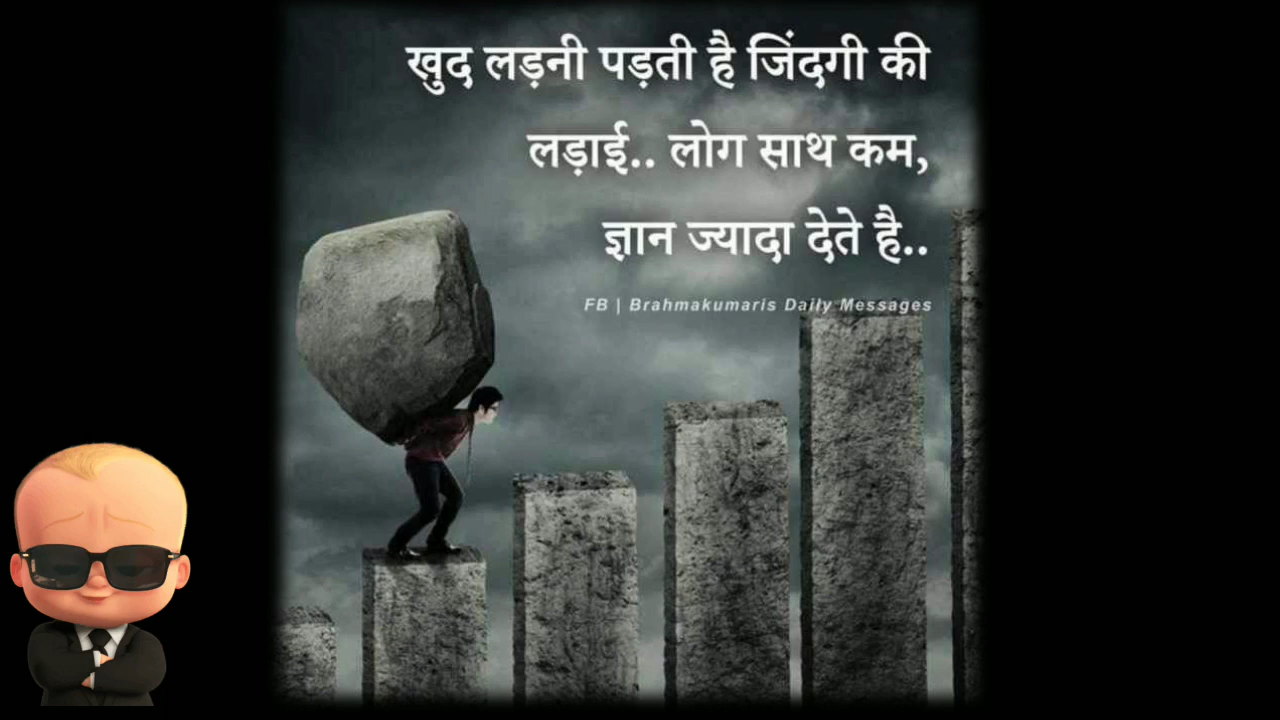 खुद लड़नी पड़ती है जिंदगी की
लड़ाई.. लोग साथ कम,
ज्ञान ज्यादा देते है..
FB | Brahmakumaris Daily Messages